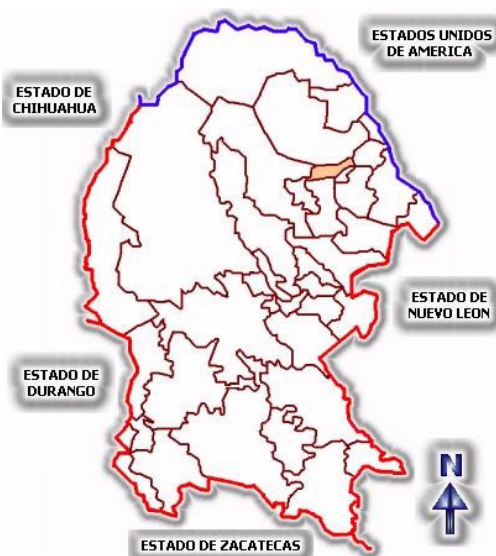 ESTADOS UNIDOS
DE AMERICA
ESTADO DE
CHIHUAHUA
ESTADO DE
NUEVO LEON
ESTADO DE
DURANGO
N
ESTADO DE ZACATECAS